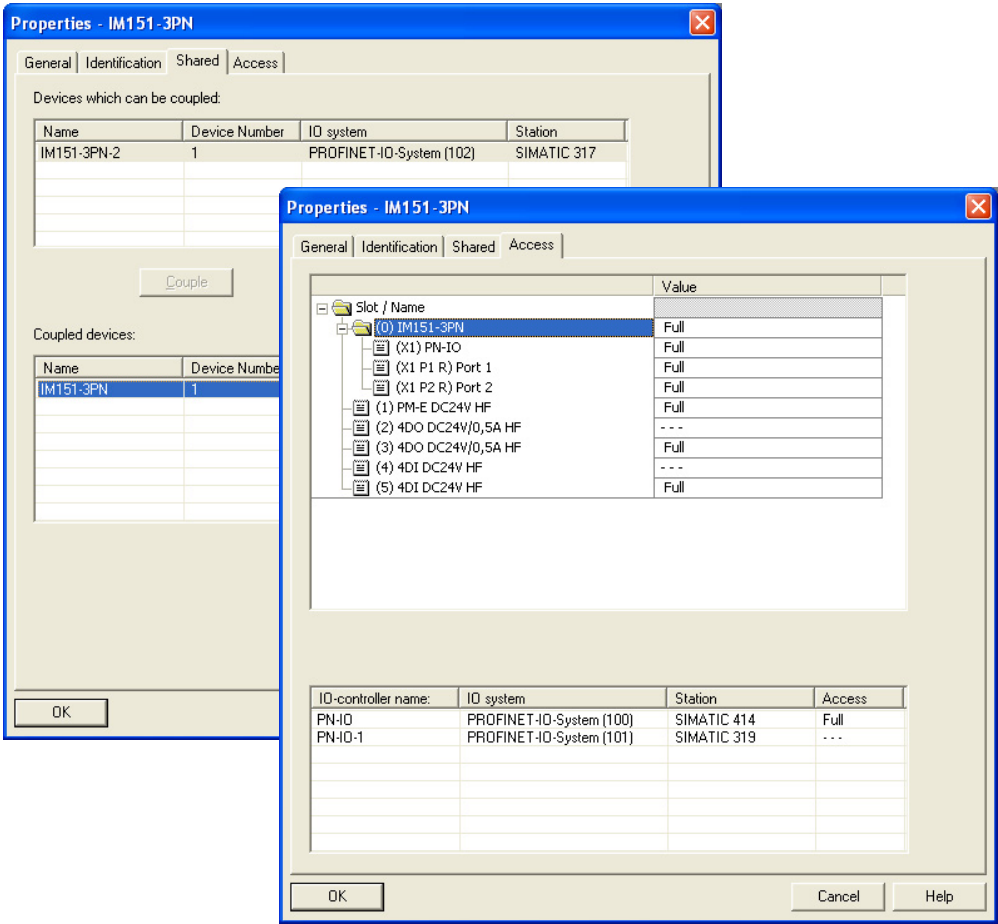 Properties - IM151-3PN
General Identification Shared Access
Devices which can be coupled:
Name Device Number IO system Station
IM151-3PN-2 1 PROFINET-IO-System (102) SIMATIC 317
Couple
Coupled devices:
Name Device Numbe
IM151-3PN 1
OK
Properties - IM151-3PN
General Identification Shared Access
Value
Slot / Name
(0) IM151-3PN Full
(X1) PN-IO Full
(X1 P1 R) Port 1 Full
(X1 P2 R) Port 2 Full
(1) PM-E DC24V HF Full
(2) 4DO DC24V/0,5A HF - - -
(3) 4DO DC24V/0,5A HF Full
(4) 4DI DC24V HF - - -
(5) 4DI DC24V HF Full
IO-controller name: IO system Station Access
PN-IO PROFINET-IO-System (100) SIMATIC 414 Full
PN-IO-1 PROFINET-IO-System (101) SIMATIC 319 - - -
OK Cancel Help